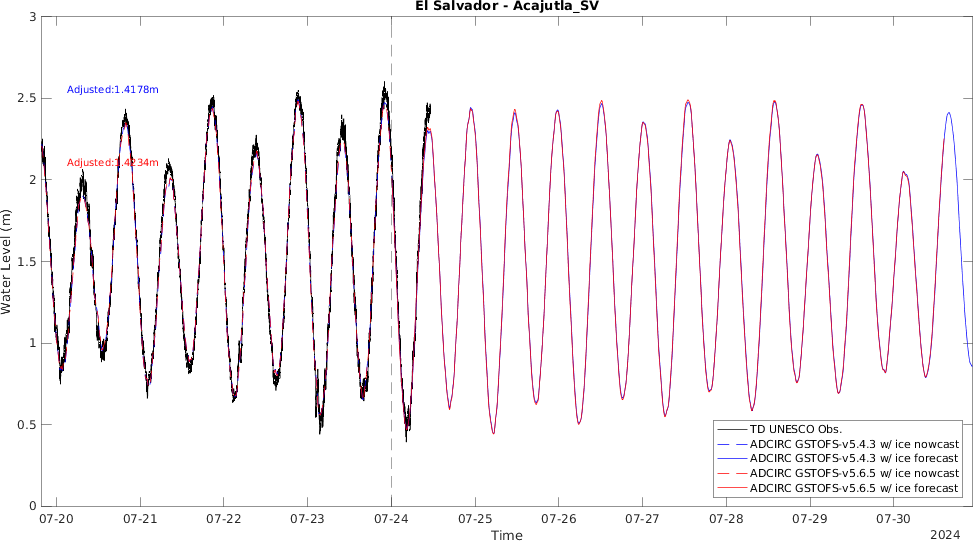 El Salvador - Acajutla_SV
3
2.5
2
1.5
1
0.5
0
Water Level (m)
Adjusted:1.4178m
Adjusted:1.4234m
TD UNESCO Obs.
ADCIRC GSTOFS-v5.4.3 w/ ice nowcast
ADCIRC GSTOFS-v5.4.3 w/ ice forecast
ADCIRC GSTOFS-v5.6.5 w/ ice nowcast
ADCIRC GSTOFS-v5.6.5 w/ ice forecast
07-20 07-21 07-22 07-23 07-24 07-25 07-26 07-27 07-28 07-29 07-30
Time
2024